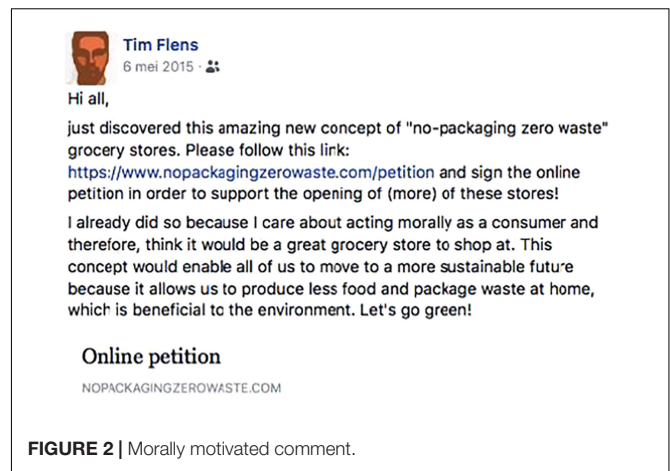 Tim Flens
6 mei 2015 ·
Hi all,
just discovered this amazing new concept of "no-packaging zero waste"
grocery stores. Please follow this link:
https://www.nopackagingzerowaste.com/petition and sign the online
petition in order to support the opening of (more) of these stores!
I already did so because I care about acting morally as a consumer and
therefore, think it would be a great grocery store to shop at. This
concept would enable all of us to move to a more sustainable future
because it allows us to produce less food and package waste at home,
which is beneficial to the environment. Let's go green!
Online petition
NOPACKAGINGZEROWASTE.COM
FIGURE 2 | Morally motivated comment.